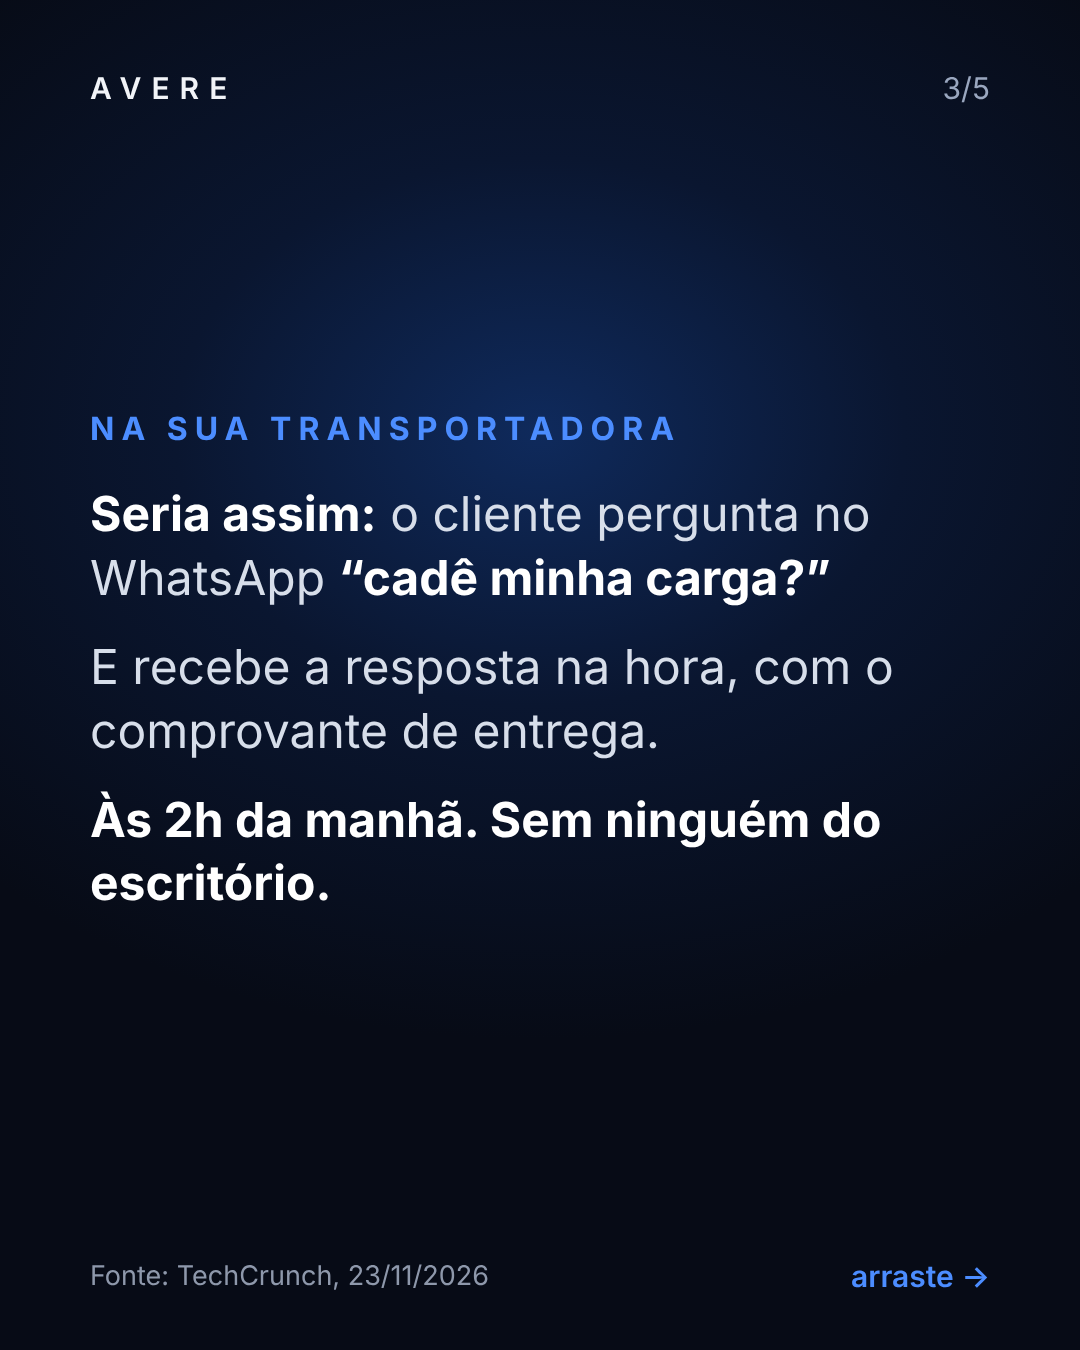 AVERE
3/5
NA SUA TRANSPORTADORA
Seria assim: o cliente pergunta no
WhatsApp “cadê minha carga?”
E recebe a resposta na hora, com o
comprovante de entrega.
Às 2h da manhã. Sem ninguém do
escritório.
Fonte: TechCrunch, 23/11/2026
arraste →